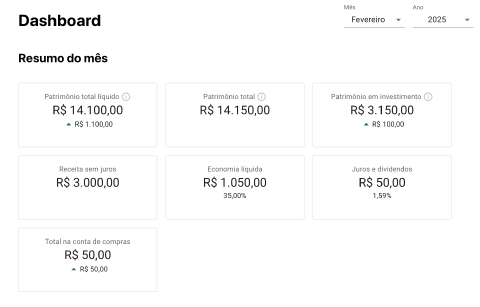 Dashboard
Mês
Fevereiro
Ano
2025
Resumo do mês
Patrimônio total líquido
R$ 14.100,00
R$ 1.100,00
Patrimônio total
R$ 14.150,00
Patrimônio em investimento
R$ 3.150,00
R$ 100,00
Receita sem juros
R$ 3.000,00
Economia líquida
R$ 1.050,00
35,00%
Juros e dividendos
R$ 50,00
1,59%
Total na conta de compras
R$ 50,00
R$ 50,00